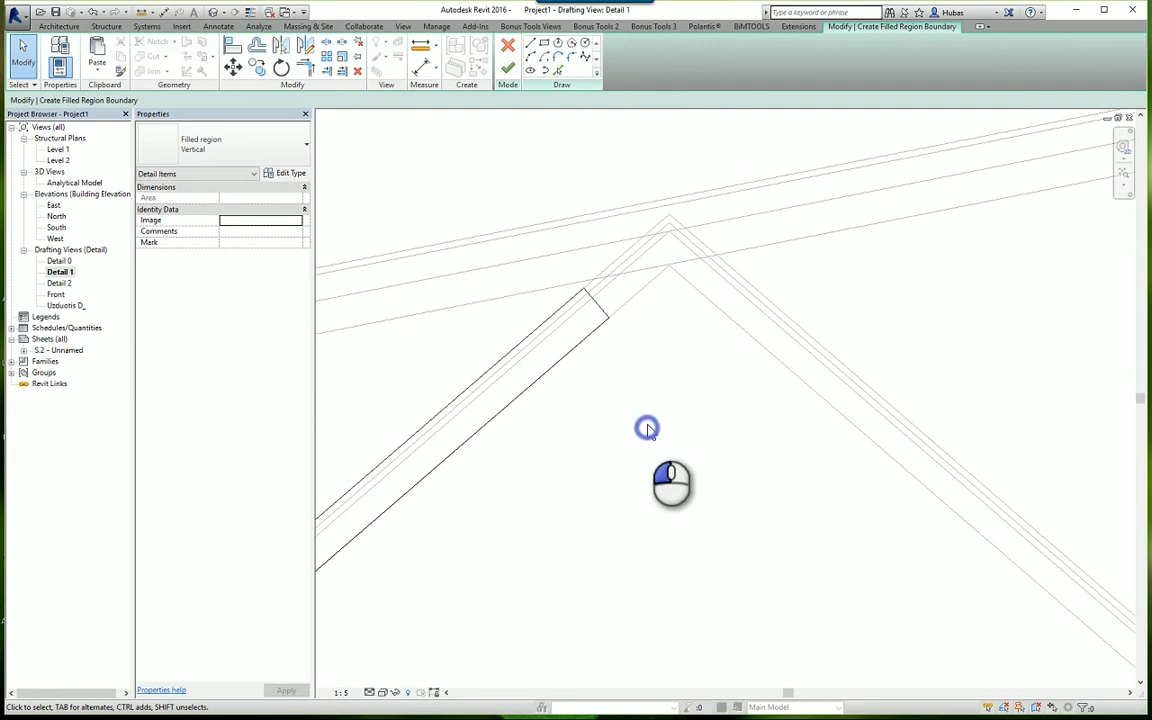 Autodesk Revit 2016 - Project1 - Drafting View: Detail 1
Type a keyword or phrase
Hubas
Architecture Structure Systems Insert Annotate Analyze Massing & Site Collaborate View Manage Add-Ins Bonus Tools Views Bonus Tools 2 Bonus Tools 3 Polantis® BiMTOOLS Extensions Modify | Create Filled Region Boundary
Modify
Paste
Notch
Cut
Join
Select Properties Clipboard Geometry Modify View Measure Create Mode Draw
Modify | Create Filled Region Boundary
Project Browser - Project1
Views (all)
Structural Plans
Level 1
Level 2
3D Views
Analytical Model
Elevations (Building Elevation
East
North
South
West
Drafting Views (Detail)
Detail 0
Detail 1
Detail 2
Front
Uzduotis D_
Legends
Schedules/Quantities
Sheets (all)
S.2 - Unnamed
Families
Groups
Revit Links
Properties
Filled region
Vertical
Detail Items
Edit Type
Dimensions
Area
Identity Data
Image
Comments
Mark
Properties help
Apply
1 : 5
Click to select, TAB for alternates, CTRL adds, SHIFT unselects.
:0
Main Model
:0